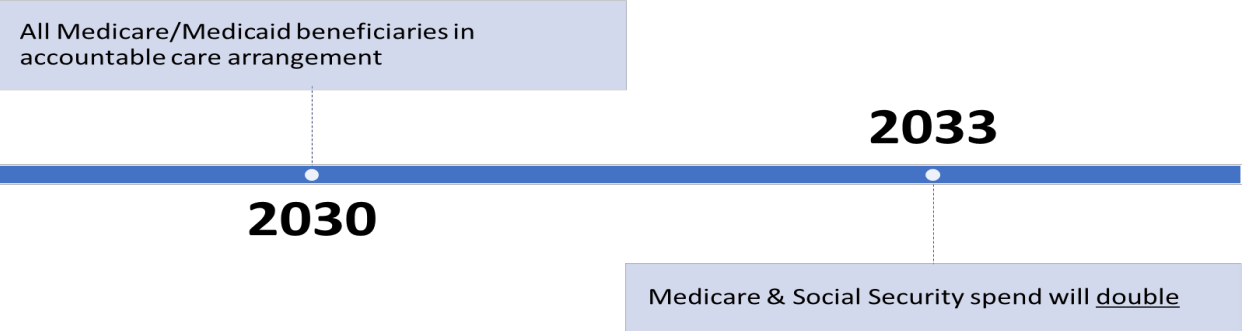 All Medicare/Medicaid beneficiaries in
accountable care arrangement
2033
2030
Medicare & Social Security spend will double